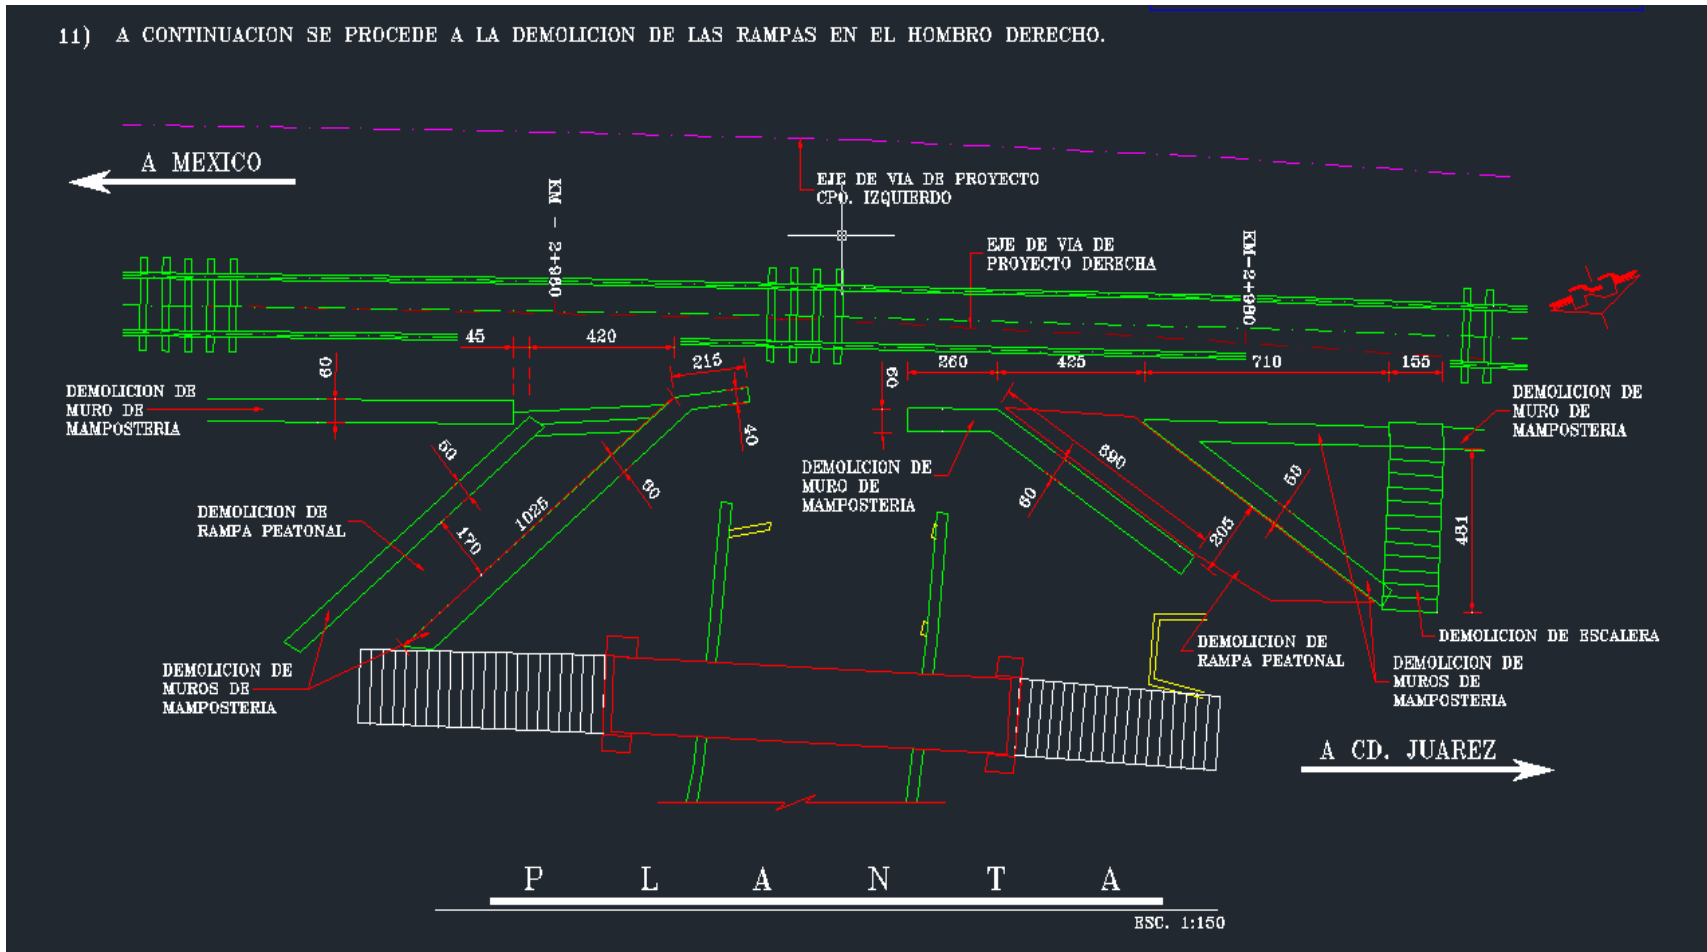 11) A CONTINUACION SE PROCEDE A LA DEMOLICION DE LAS RAMPAS EN EL HOMBRO DERECHO.
A MEXICO
EJE DE VIA DE PROYECTO
CPO. IZQUIERDO
KM - 2+960
EJE DE VIA DE
PROYECTO DERECHA
KM-2+980
45
420
215
260
425
710
155
60
60
DEMOLICION DE
MURO DE
MAMPOSTERIA
DEMOLICION DE
MURO DE
MAMPOSTERIA
40
50
60
DEMOLICION DE
MURO DE
MAMPOSTERIA
690
60
50
DEMOLICION DE
RAMPA PEATONAL
1025
170
205
481
DEMOLICION DE
MUROS DE
MAMPOSTERIA
DEMOLICION DE
RAMPA PEATONAL
DEMOLICION DE ESCALERA
DEMOLICION DE
MUROS DE
MAMPOSTERIA
A CD. JUAREZ
P L A N T A
ESC. 1:150